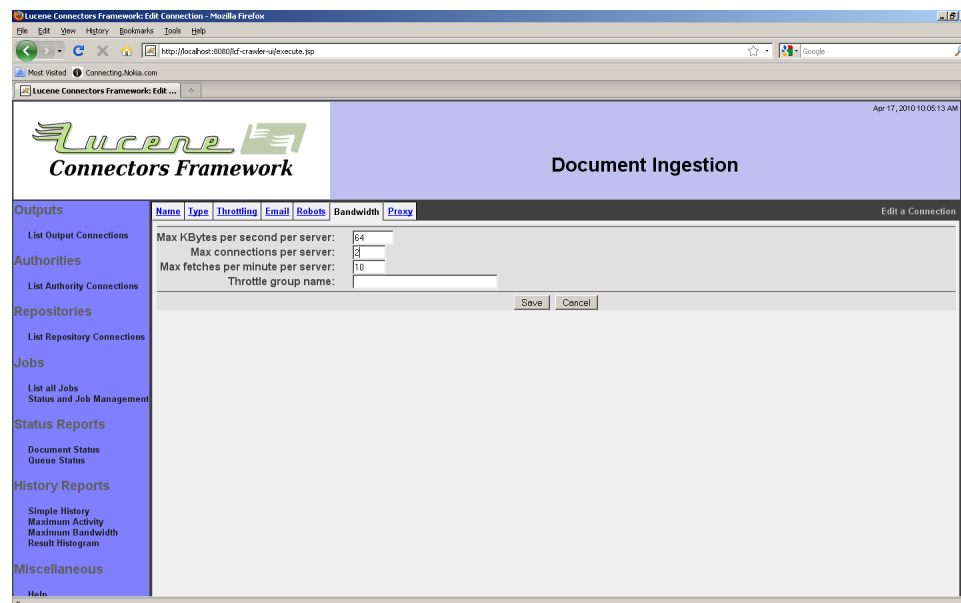 Lucene Connectors Framework: Edit Connection - Mozilla Firefox
File Edit View History Bookmarks Tools Help
http://localhost:8080/lcf-crawler-ui/execute.jsp
Google
Most Visited Connecting.Nokia.com
Lucene Connectors Framework: Edit ...
Apr 17, 2010 10:05:13 AM
Lucene
Connectors Framework
Document Ingestion
Outputs
Name Type Throttling Email Robots Bandwidth Proxy
Edit a Connection
List Output Connections
Authorities
List Authority Connections
Repositories
List Repository Connections
Jobs
List all Jobs
Status and Job Management
Status Reports
Document Status
Queue Status
History Reports
Simple History
Maximum Activity
Maximum Bandwidth
Result Histogram
Miscellaneous
Help
Max KBytes per second per server: 64
Max connections per server: 2
Max fetches per minute per server: 10
Throttle group name:
Save Cancel